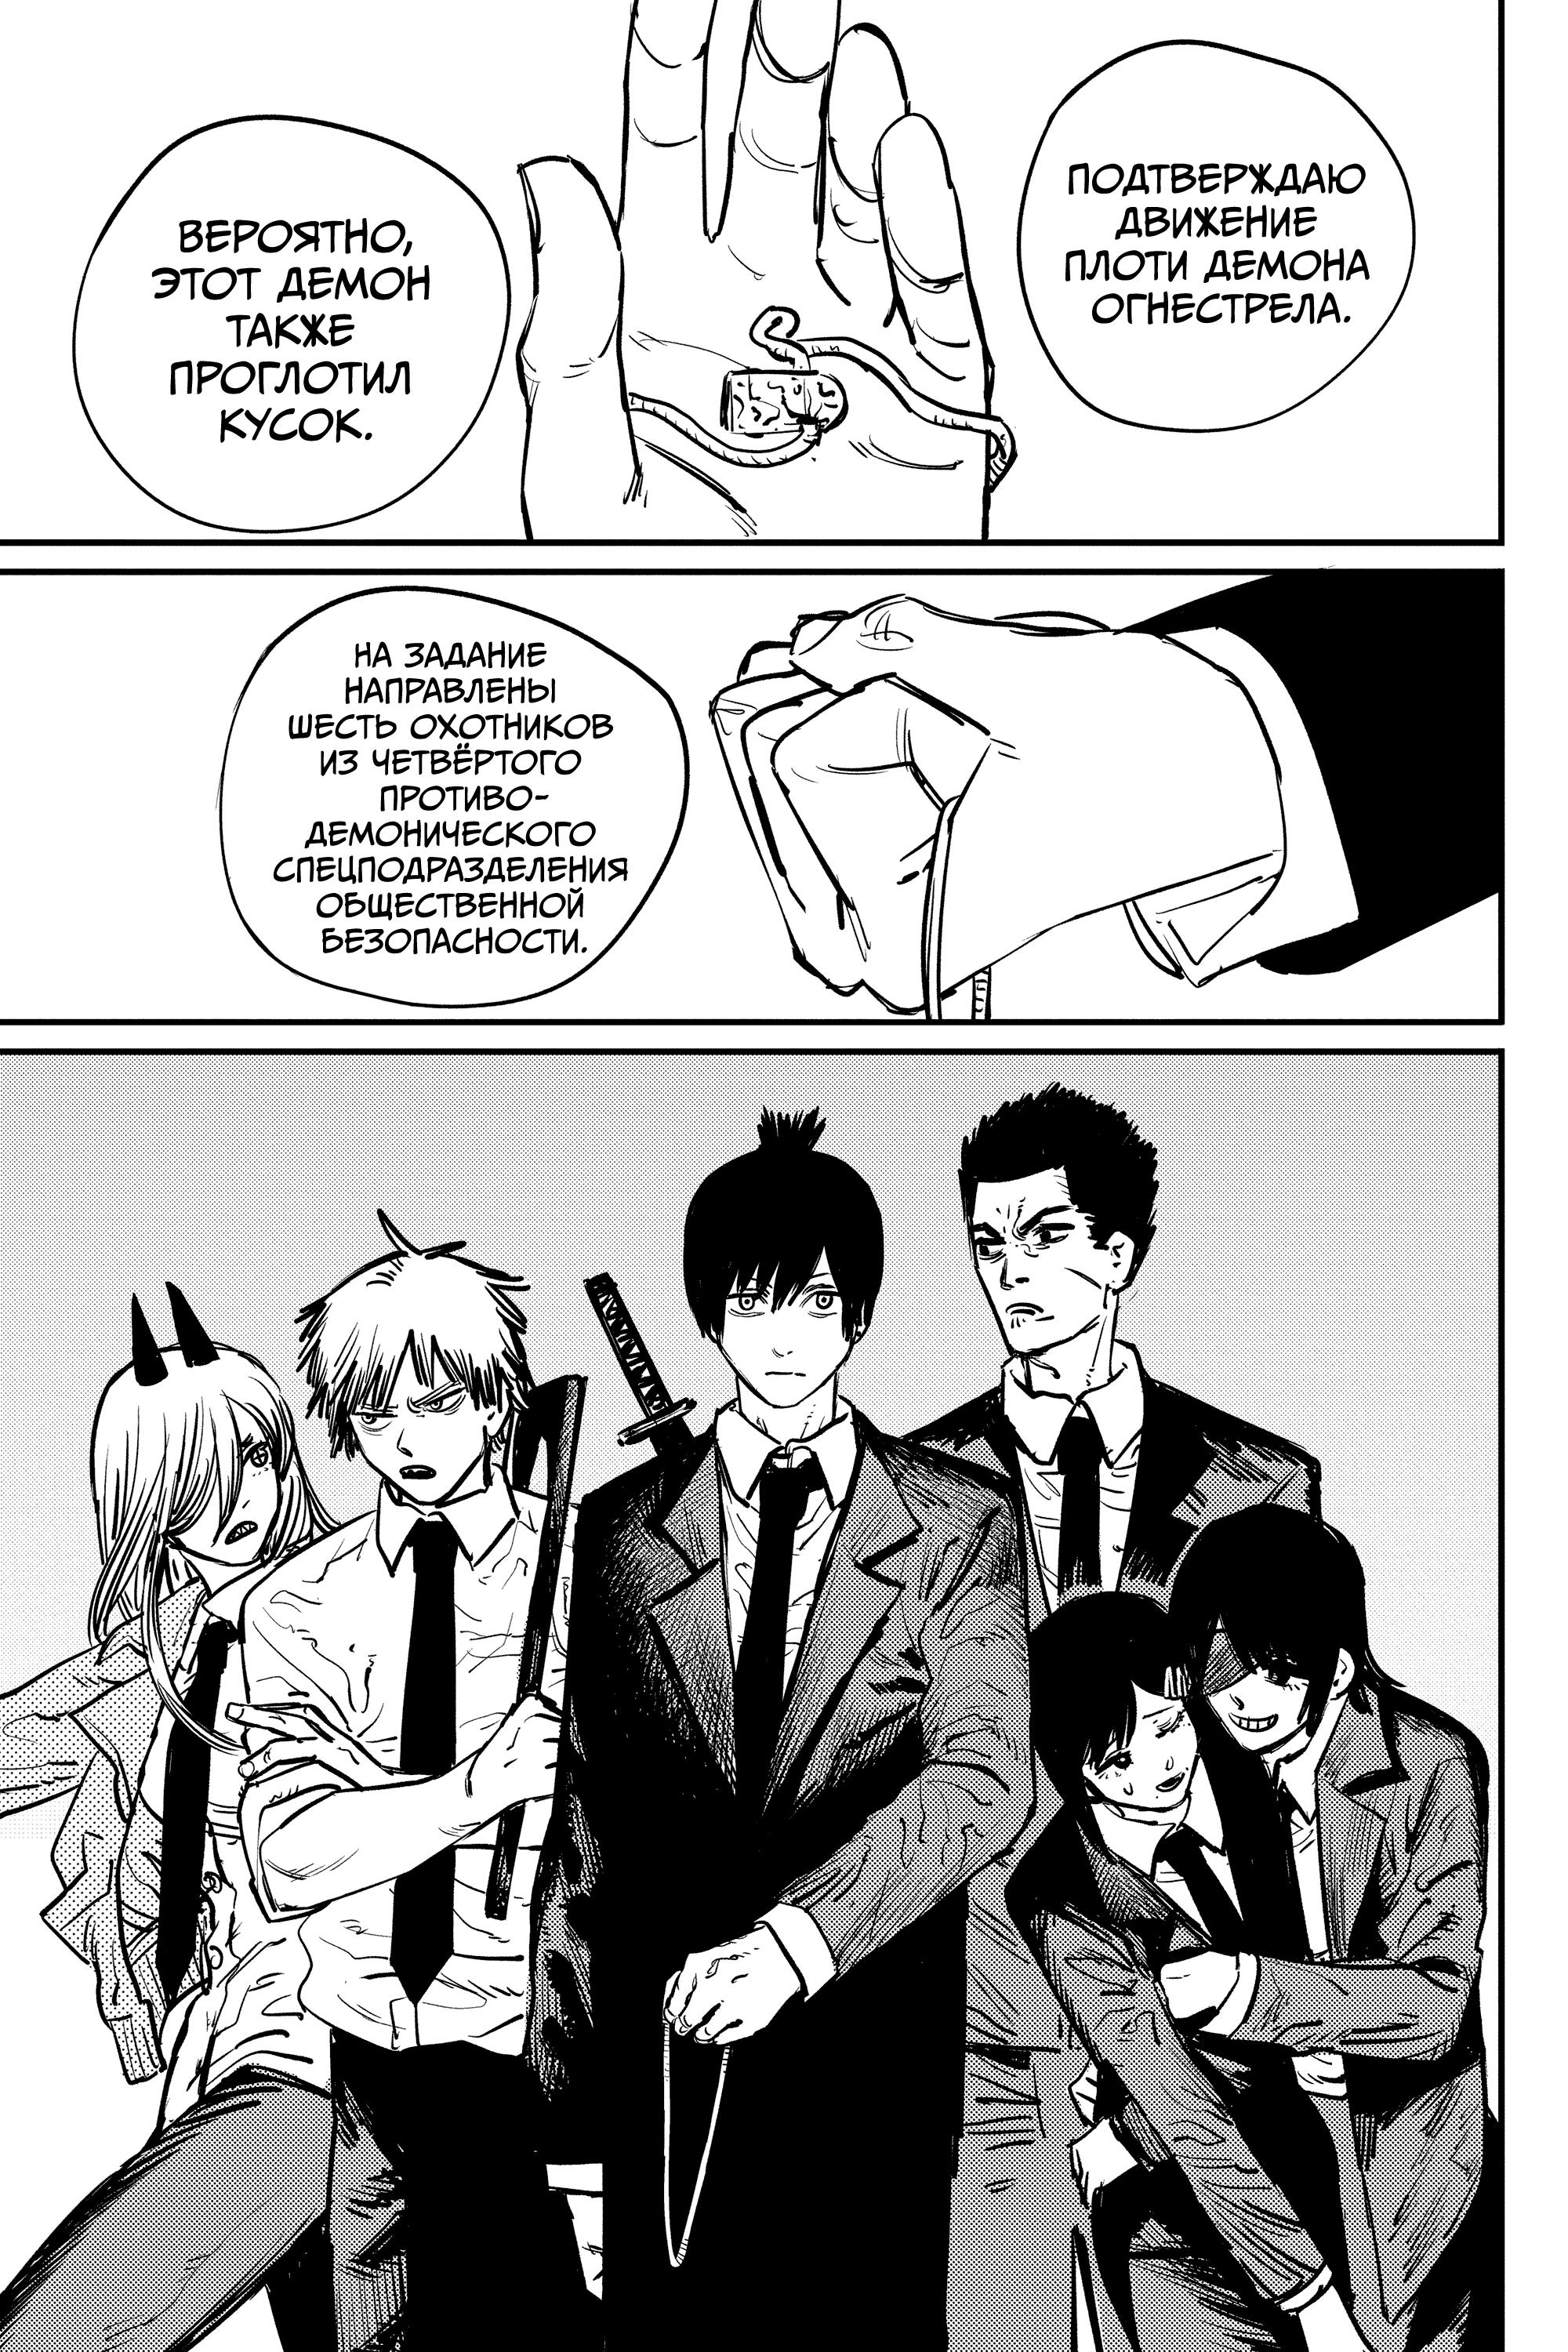 ПОДТВЕРЖДАЮ
ДВИЖЕНИЕ
ПЛОТИ ДЕМОНА
ОГНЕСТРЕЛА.
ВЕРОЯТНО,
ЭТОТ ДЕМОН
ТАКЖЕ
ПРОГЛОТИЛ
КУСОК.
НА ЗАДАНИЕ
НАПРАВЛЕНЫ
ШЕСТЬ ОХОТНИКОВ
ИЗ ЧЕТВЁРТОГО
ПРОТИВО-
ДЕМОНИЧЕСКОГО
СПЕЦПОДРАЗДЕЛЕНИЯ
ОБЩЕСТВЕННОЙ
БЕЗОПАСНОСТИ.